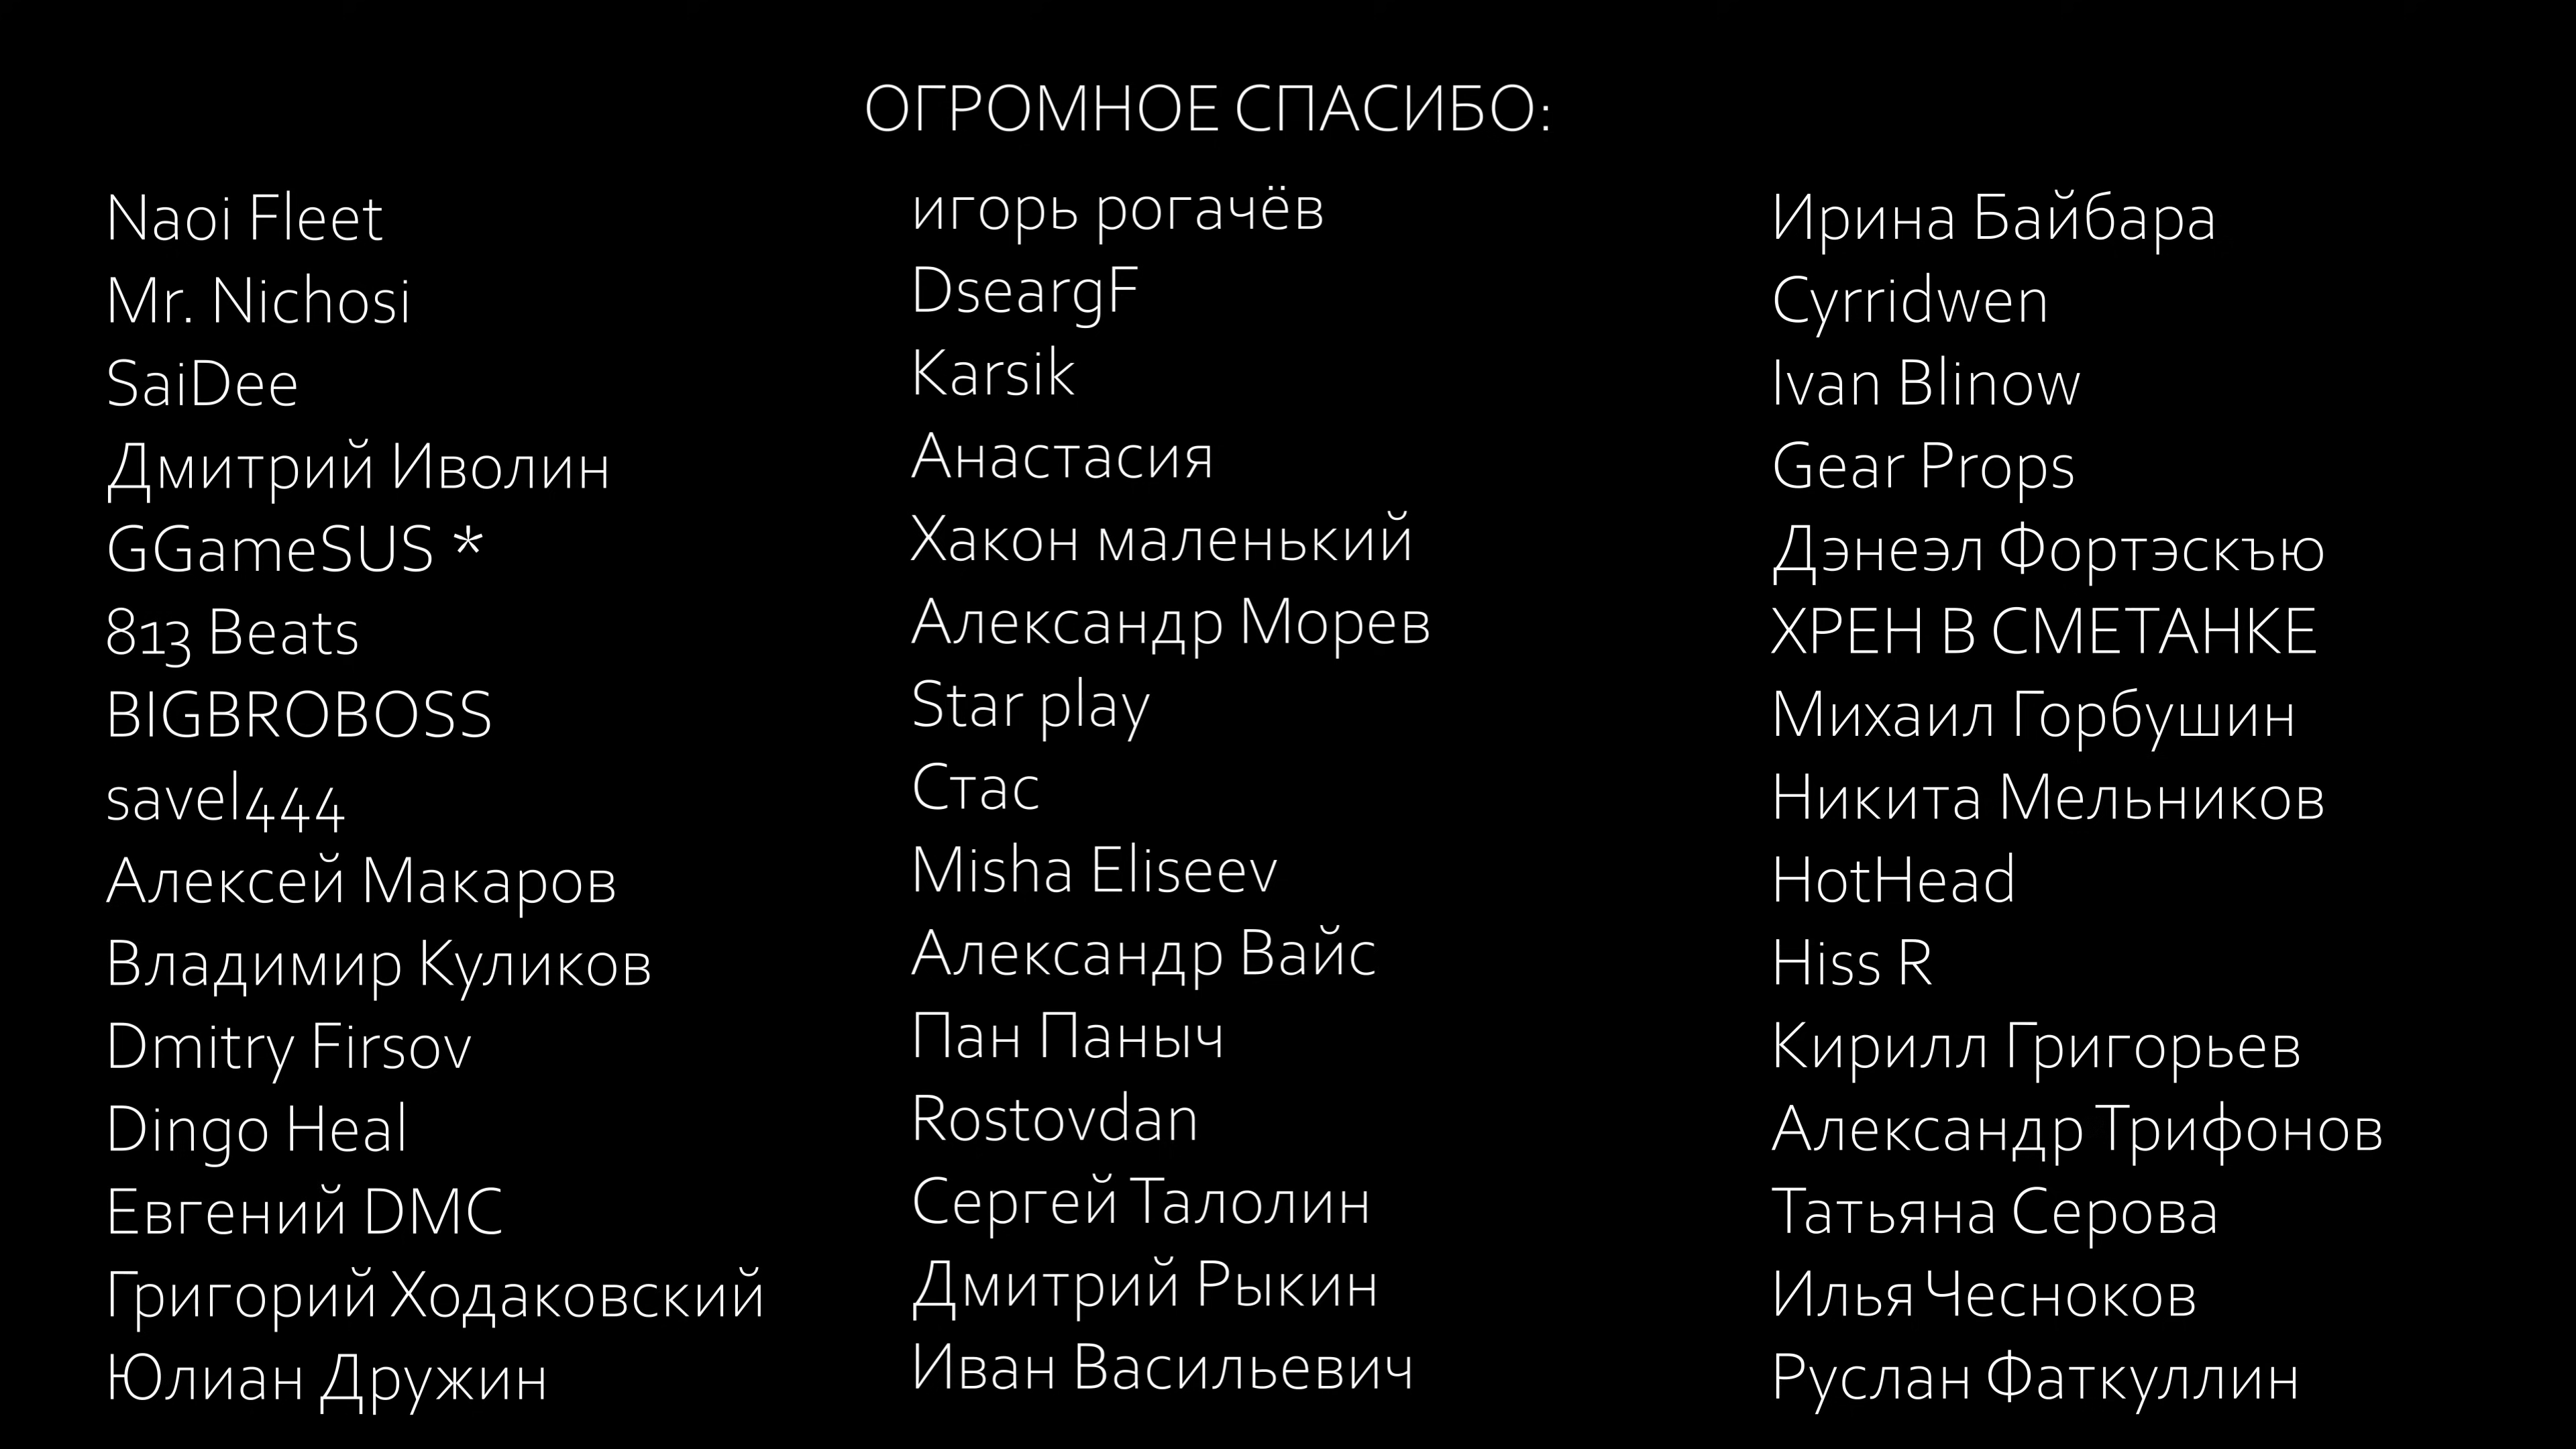 ОГРОМНОЕ СПАСИБО:
Naoi Fleet
Mr. Nichosi
SaiDee
Дмитрий Иволин
GGameSUS *
813 Beats
BIGBROBOSS
savel444
Алексей Макаров
Владимир Куликов
Dmitry Firsov
Dingo Heal
Евгений DMC
Григорий Ходаковский
Юлиан Дружин
игорь рогачёв
DseargF
Karsik
Анастасия
Хакон маленький
Александр Морев
Star play
Стас
Misha Eliseev
Александр Вайс
Пан Паныч
Rostovdan
Сергей Талолин
Дмитрий Рыкин
Иван Васильевич
Ирина Байбара
Cyrridwen
Ivan Blinow
Gear Props
Дэнеэл Фортэскъю
ХРЕН В СМЕТАНКЕ
Михаил Горбушин
Никита Мельников
HotHead
Hiss R
Кирилл Григорьев
Александр Трифонов
Татьяна Серова
Илья Чесноков
Руслан Фаткуллин